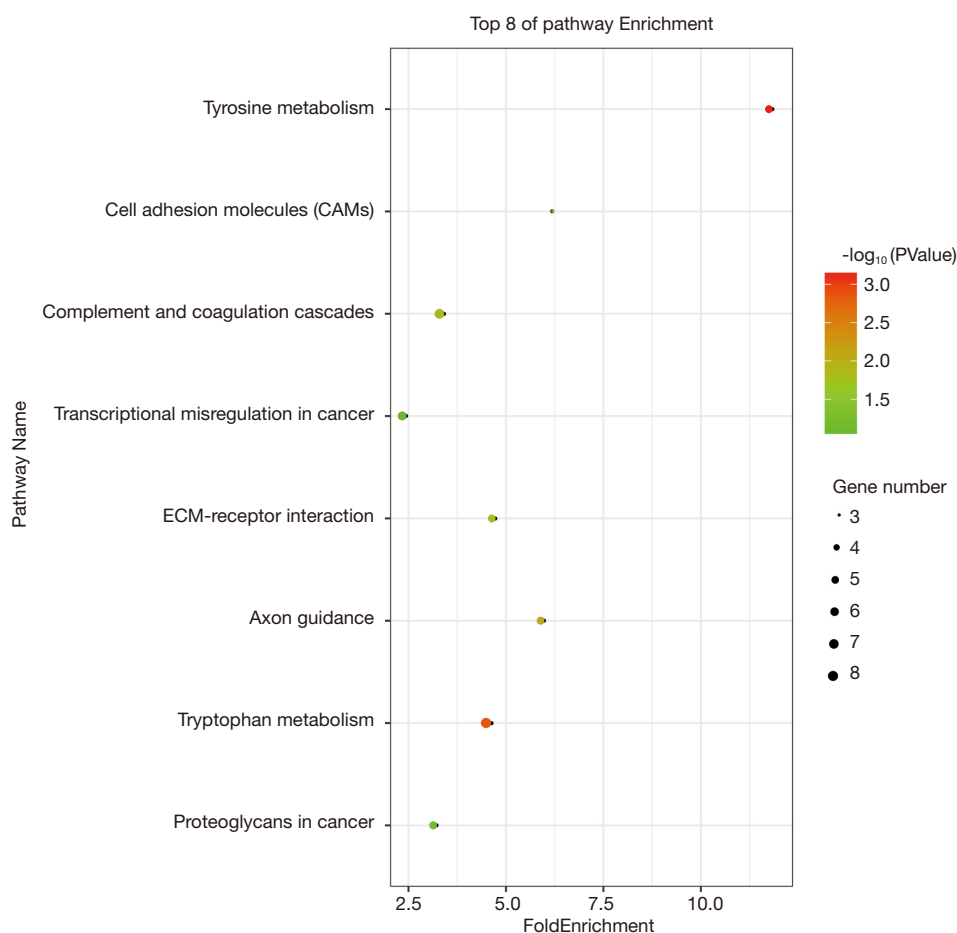 Top 8 of pathway Enrichment
Pathway Name
Tyrosine metabolism
Cell adhesion molecules (CAMs)
Complement and coagulation cascades
Transcriptional misregulation in cancer
ECM-receptor interaction
Axon guidance
Tryptophan metabolism
Proteoglycans in cancer
2.5 5.0 7.5 10.0
FoldEnrichment
-log₁₀(PValue)
3.0
2.5
2.0
1.5
Gene number
3
4
5
6
7
8